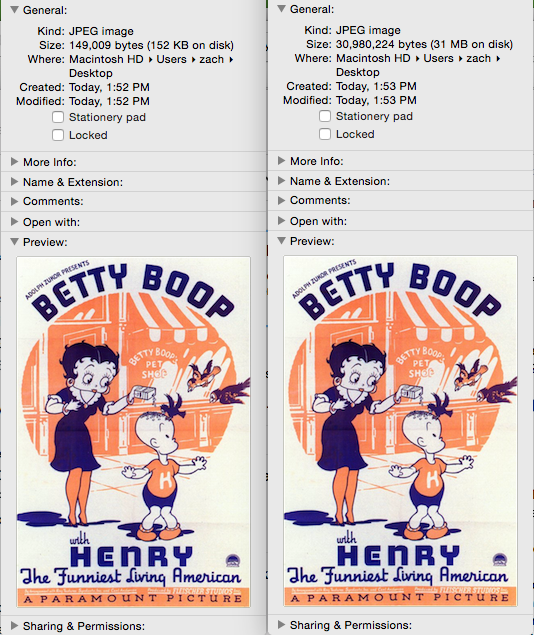 General:
Kind: JPEG image
Size: 149,009 bytes (152 KB on disk)
Where: Macintosh HD ▸ Users ▸ zach ▸
Desktop
Created: Today, 1:52 PM
Modified: Today, 1:52 PM
Stationery pad
Locked
More Info:
Name & Extension:
Comments:
Open with:
Preview:
ADOLPH ZUKOR PRESENTS
BETTY BOOP
BETTY BOOP'S
PET
SHOP
H
with
HENRY
The Funniest Living American
FLEISCHER STUDIOS
A PARAMOUNT PICTURE
Sharing & Permissions:
General:
Kind: JPEG image
Size: 30,980,224 bytes (31 MB on disk)
Where: Macintosh HD ▸ Users ▸ zach ▸
Desktop
Created: Today, 1:53 PM
Modified: Today, 1:53 PM
Stationery pad
Locked
More Info:
Name & Extension:
Comments:
Open with:
Preview:
ADOLPH ZUKOR PRESENTS
BETTY BOOP
BETTY BOOP'S
PET
SHOP
H
with
HENRY
The Funniest Living American
FLEISCHER STUDIOS
A PARAMOUNT PICTURE
Sharing & Permissions: